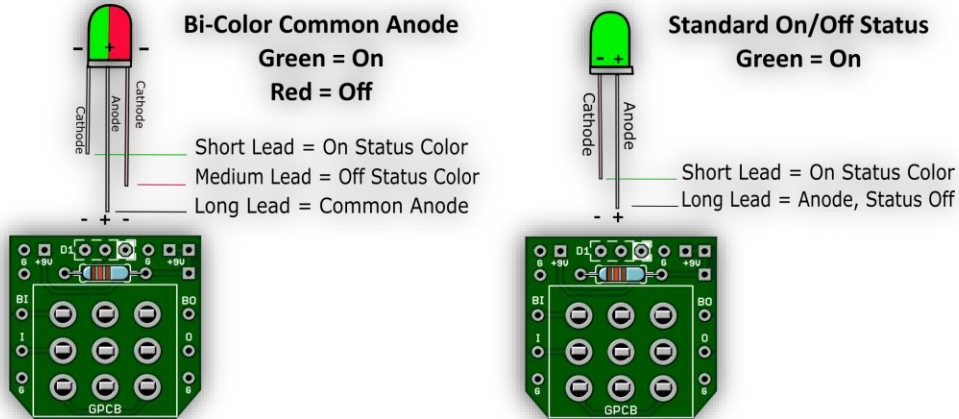 Bi-Color Common Anode
Green = On
Red = Off
- + -
Cathode
Anode
Cathode
Short Lead = On Status Color
Medium Lead = Off Status Color
Long Lead = Common Anode
- + -
D1
G +9V G +9V
BI BO
I O
G G
GPCB
Standard On/Off Status
Green = On
- +
Cathode
Anode
Short Lead = On Status Color
Long Lead = Anode, Status Off
- +
D1
G +9V G +9V
BI BO
I O
G G
GPCB